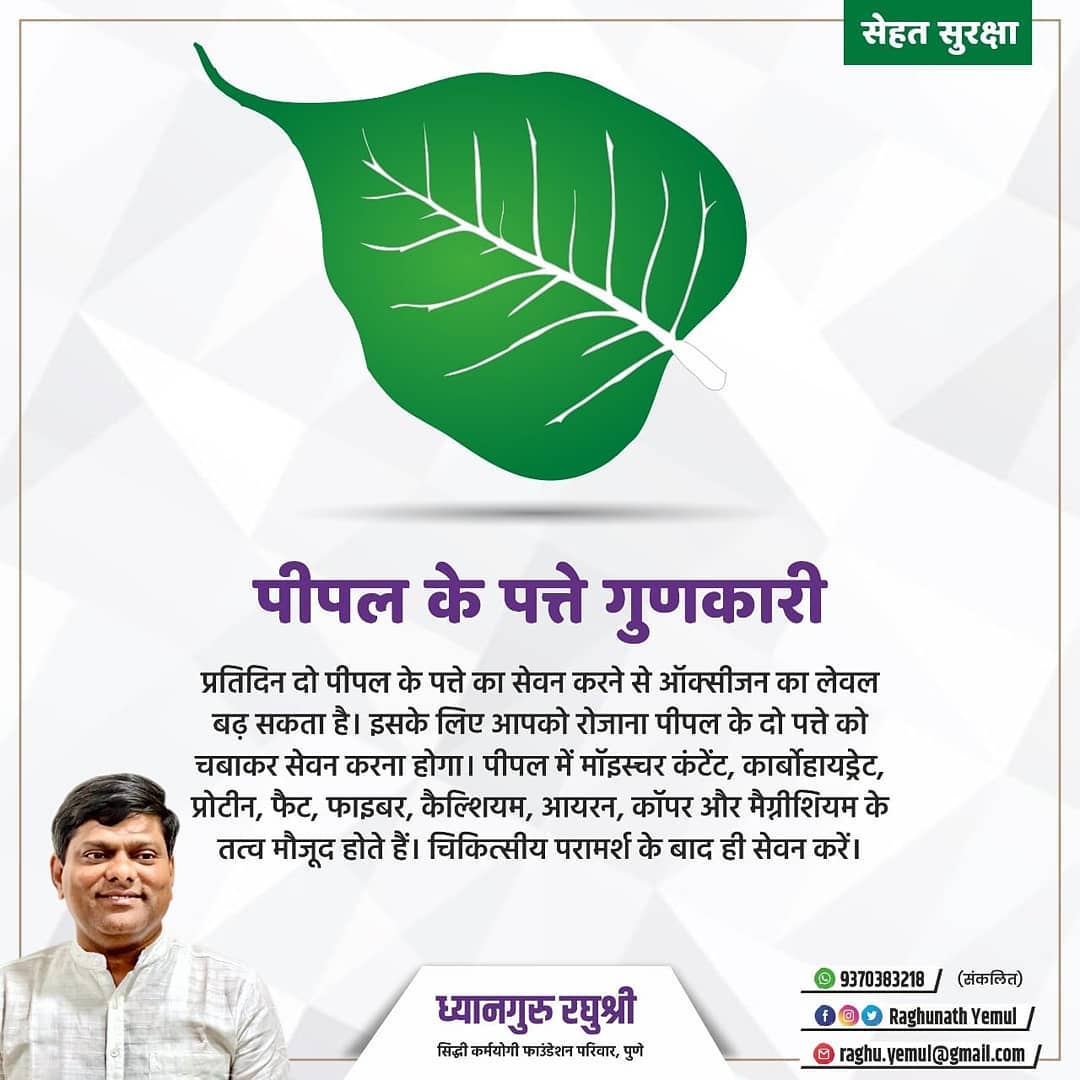 सेहत सुरक्षा
पीपल के पत्ते गुणकारी
प्रतिदिन दो पीपल के पत्ते का सेवन करने से ऑक्सीजन का लेवल
बढ़ सकता है। इसके लिए आपको रोजाना पीपल के दो पत्ते को
चबाकर सेवन करना होगा। पीपल में मॉइस्चर कंटेंट, कार्बोहायड्रेट,
प्रोटीन, फैट, फाइबर, कैल्शियम, आयरन, कॉपर और मैग्नीशियम के
तत्व मौजूद होते हैं। चिकित्सीय परामर्श के बाद ही सेवन करें।
ध्यानगुरु रघुश्री
सिद्धी कर्मयोगी फाउंडेशन परिवार, पुणे
9370383218 / (संकलित)
Raghunath Yemul /
raghu.yemul@gmail.com /